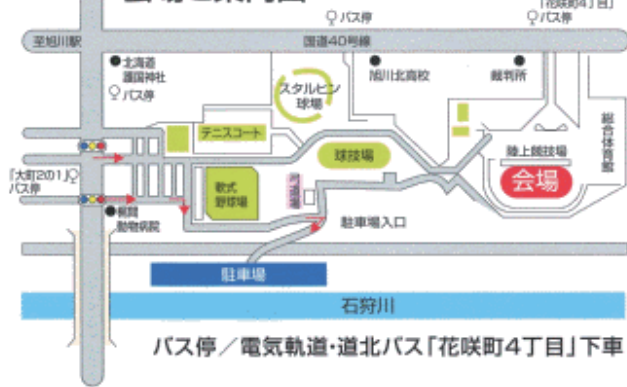 バス停
「花咲町4丁目」
バス停
至旭川駅
国道40号線
北海道
護国神社
バス停
スタルヒン
球場
旭川北高校
裁判所
テニスコート
球技場
陸上競技場
総合体育館
会場
「大町2の1」
バス停
軟式
野球場
動物病院
駐車場入口
駐車場
石狩川
バス停／電気軌道・道北バス「花咲町4丁目」下車